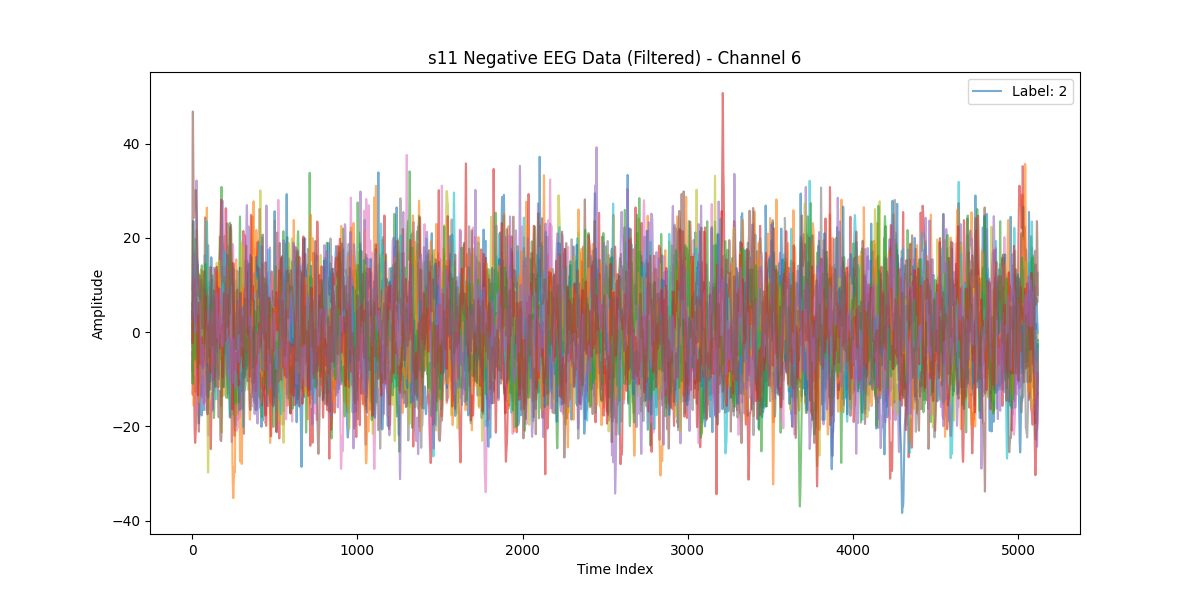 s11 Negative EEG Data (Filtered) - Channel 6
Label: 2
Amplitude
40
20
0
−20
−40
0 1000 2000 3000 4000 5000
Time Index